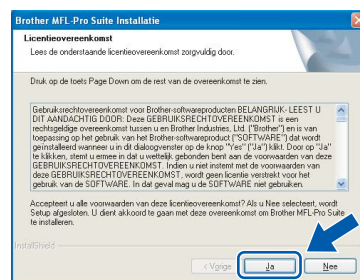 Brother MFL-Pro Suite Installatie
Licentieovereenkomst
Lees de onderstaande licentieovereenkomst zorgvuldig door.
Druk op de toets Page Down om de rest van de overeenkomst te zien.
Gebruiksrechtovereenkomst voor Brother-softwareproducten BELANGRIJK- LEEST U
DIT AANDACHTIG DOOR: Deze GEBRUIKSRECHTOVEREENKOMST is een
rechtsgeldige overeenkomst tussen u en Brother Industries, Ltd. ("Brother") en is van
toepassing op het gebruik van het Brother-softwareproduct ("SOFTWARE") dat wordt
geïnstalleerd wanneer u in dit dialoogvenster op de knop "Yes" ("Ja") klikt. Door op "Ja"
te klikken, stemt u ermee in dat u wettelijk gebonden bent aan de voorwaarden van deze
GEBRUIKSRECHTOVEREENKOMST. Indien u niet instemt met de voorwaarden van
deze GEBRUIKSRECHTOVEREENKOMST, wordt geen licentie verstrekt voor het
gebruik van de SOFTWARE. In dat geval mag u de SOFTWARE niet gebruiken.
Accepteert u alle voorwaarden van deze licentieovereenkomst? Als u Nee selecteert, wordt
Setup afgesloten. U dient akkoord te gaan met deze overeenkomst om Brother MFL-Pro Suite
te installeren.
InstallShield
< Vorige Ja Nee